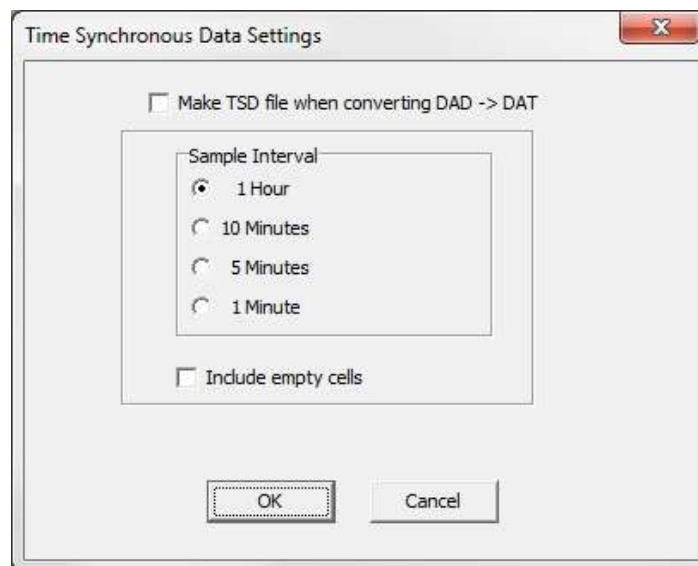 Time Synchronous Data Settings
Make TSD file when converting DAD -> DAT
Sample Interval
1 Hour
10 Minutes
5 Minutes
1 Minute
Include empty cells
OK
Cancel